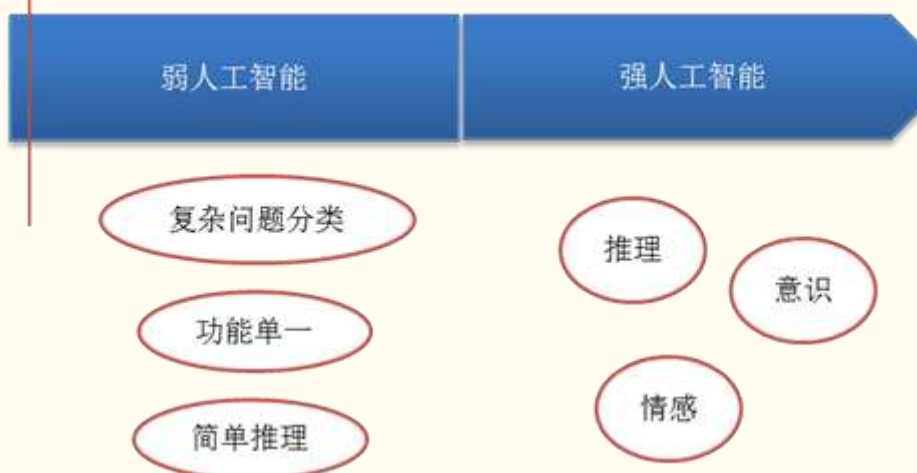 弱人工智能
强人工智能
复杂问题分类
功能单一
简单推理
推理
意识
情感